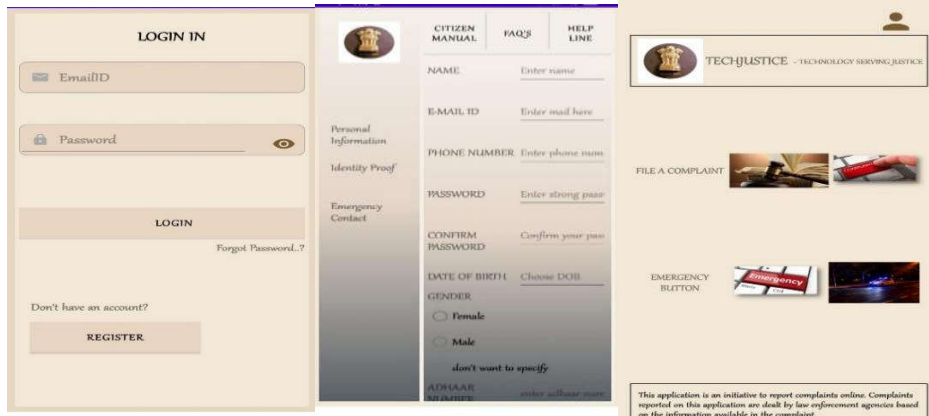 LOGIN IN
EmailID
Password
LOGIN
Forgot Password..?
Don't have an account?
REGISTER
Personal
Information
Identity Proof
Emergency
Contact
CITIZEN
MANUAL
FAQ'S
HELP
LINE
NAME
Enter name
E-MAIL ID
Enter mail here
PHONE NUMBER
Enter phone num
PASSWORD
Enter strong pass
CONFIRM
PASSWORD
Confirm your pass
DATE OF BIRTH
Choose DOB
GENDER
Female
Male
don't want to specify
ADHAAR
NUMBER
enter adhaar num
TECHJUSTICE - TECHNOLOGY SERVING JUSTICE
FILE A COMPLAINT
EMERGENCY
BUTTON
Emergency
This application is an initiative to report complaints online. Complaints
reported on this application are dealt by law enforcement agencies based
on the information available in the complaint.